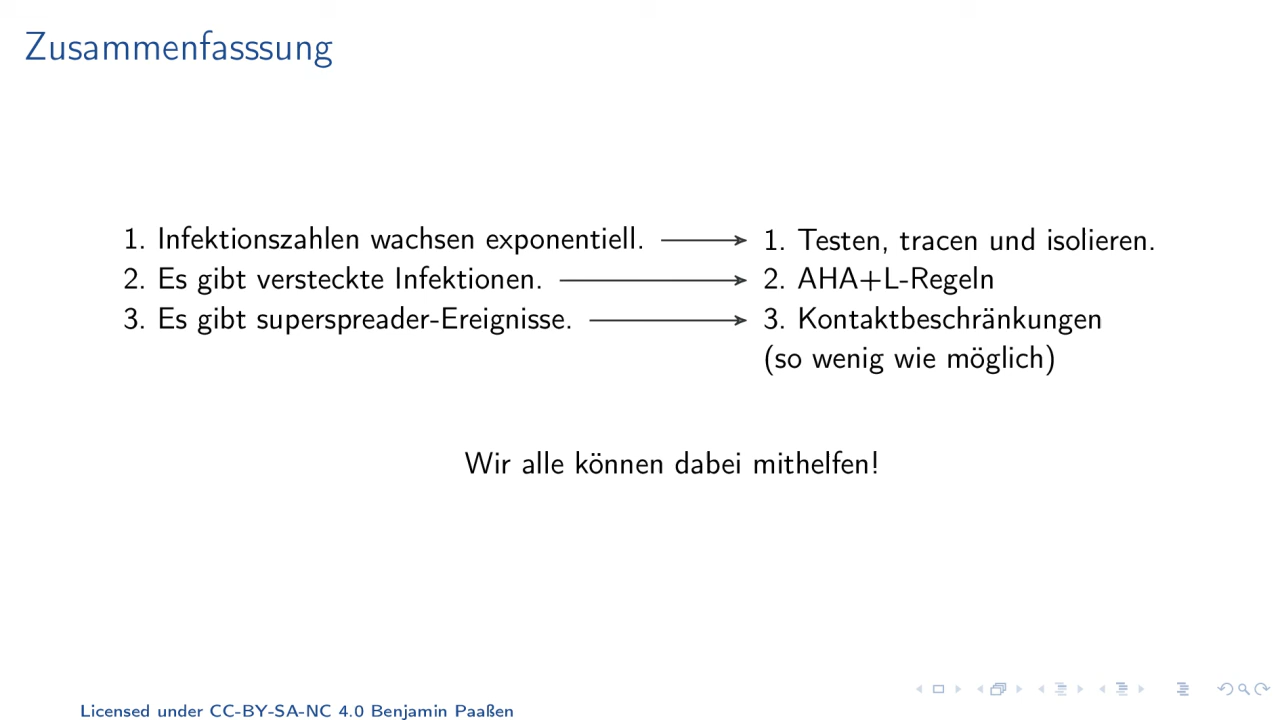 Zusammenfasssung
1. Infektionszahlen wachsen exponentiell. 1. Testen, tracen und isolieren.
2. Es gibt versteckte Infektionen. 2. AHA+L-Regeln
3. Es gibt superspreader-Ereignisse. 3. Kontaktbeschränkungen
(so wenig wie möglich)
Wir alle können dabei mithelfen!
Licensed under CC-BY-SA-NC 4.0 Benjamin Paaßen